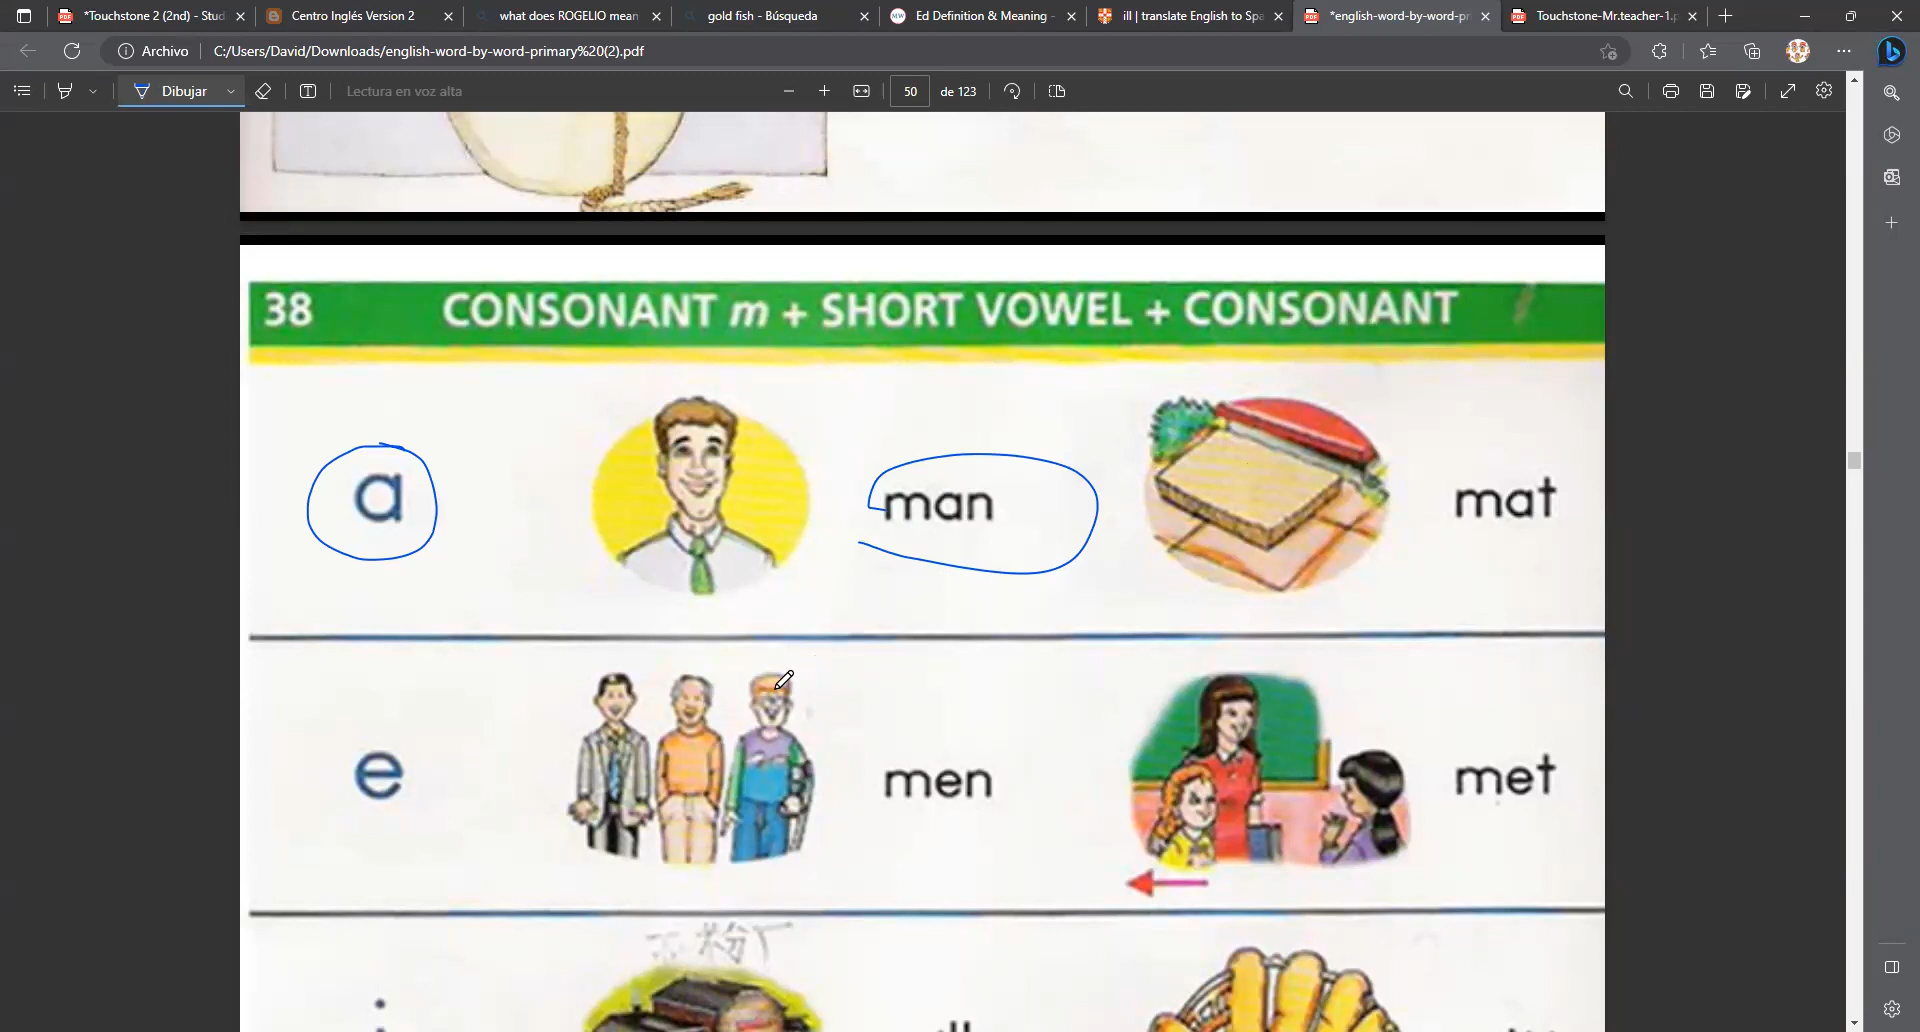 *Touchstone 2 (2nd) - Stud
Centro Inglés Version 2
what does ROGELIO mean
gold fish - Búsqueda
Ed Definition & Meaning -
ill | translate English to Spa
*english-word-by-word-pr
Touchstone-Mr.teacher-1.p
Archivo
C:/Users/David/Downloads/english-word-by-word-primary%20(2).pdf
Dibujar
Lectura en voz alta
50
de 123
38 CONSONANT m + SHORT VOWEL + CONSONANT
a man mat
e men met
粉厂
i